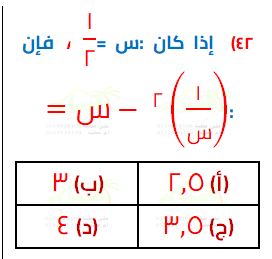 ٤٢) إذا كان :س = ١/٢ ، فإن
: (١/س)^٢ – س =
(أ) ٢,٥ (ب) ٣
(ج) ٣,٥ (د) ٤